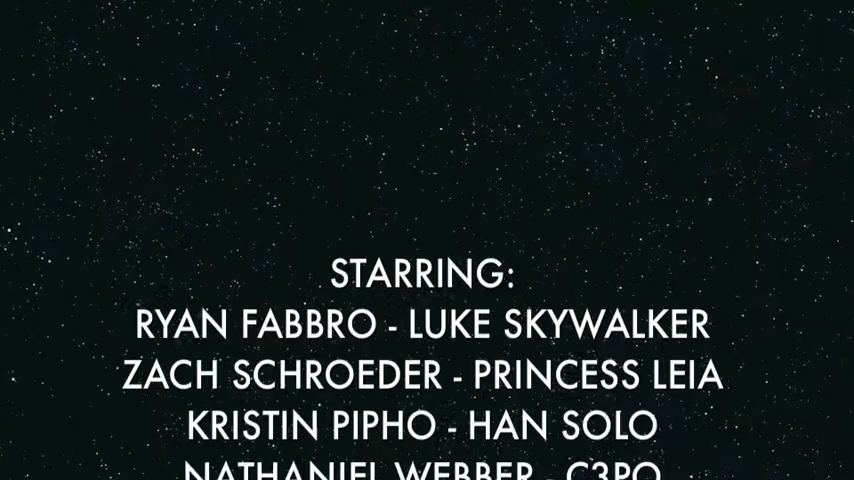 STARRING:
RYAN FABBRO - LUKE SKYWALKER
ZACH SCHROEDER - PRINCESS LEIA
KRISTIN PIPHO - HAN SOLO
NATHANIEL WEBBER - C3PO